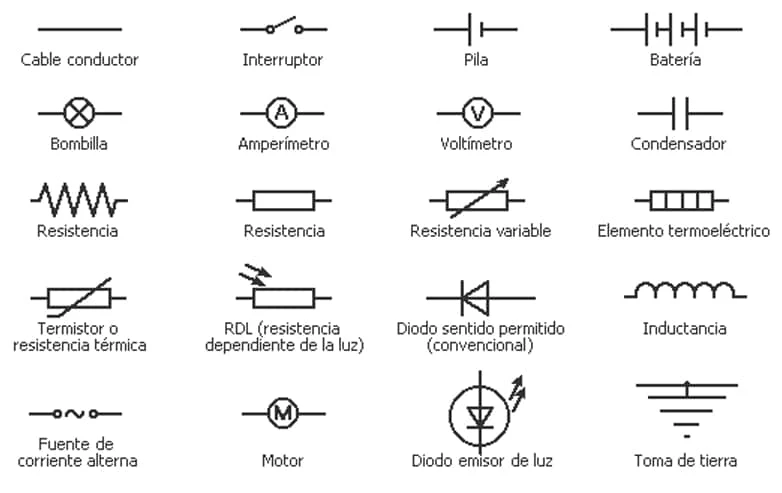 Cable conductor
Interruptor
Pila
Batería
Bombilla
A
Amperímetro
V
Voltímetro
Condensador
Resistencia
Resistencia
Resistencia variable
Elemento termoeléctrico
Termistor o
resistencia térmica
RDL (resistencia
dependiente de la luz)
Diodo sentido permitido
(convencional)
Inductancia
Fuente de
corriente alterna
M
Motor
Diodo emisor de luz
Toma de tierra